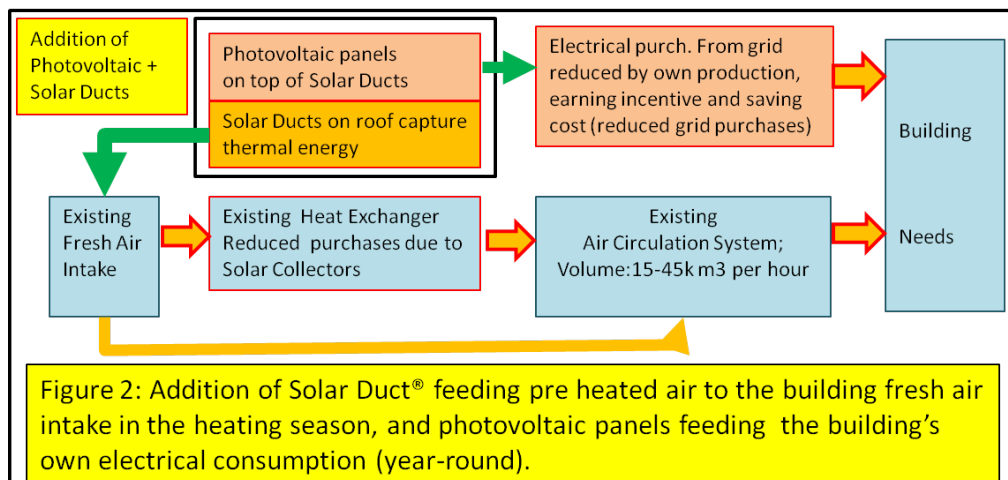 Addition of
Photovoltaic +
Solar Ducts
Photovoltaic panels
on top of Solar Ducts
Solar Ducts on roof capture
thermal energy
Electrical purch. From grid
reduced by own production,
earning incentive and saving
cost (reduced grid purchases)
Building
Needs
Existing
Fresh Air
Intake
Existing Heat Exchanger
Reduced purchases due to
Solar Collectors
Existing
Air Circulation System;
Volume:15-45k m3 per hour
Figure 2: Addition of Solar Duct® feeding pre heated air to the building fresh air
intake in the heating season, and photovoltaic panels feeding the building’s
own electrical consumption (year-round).